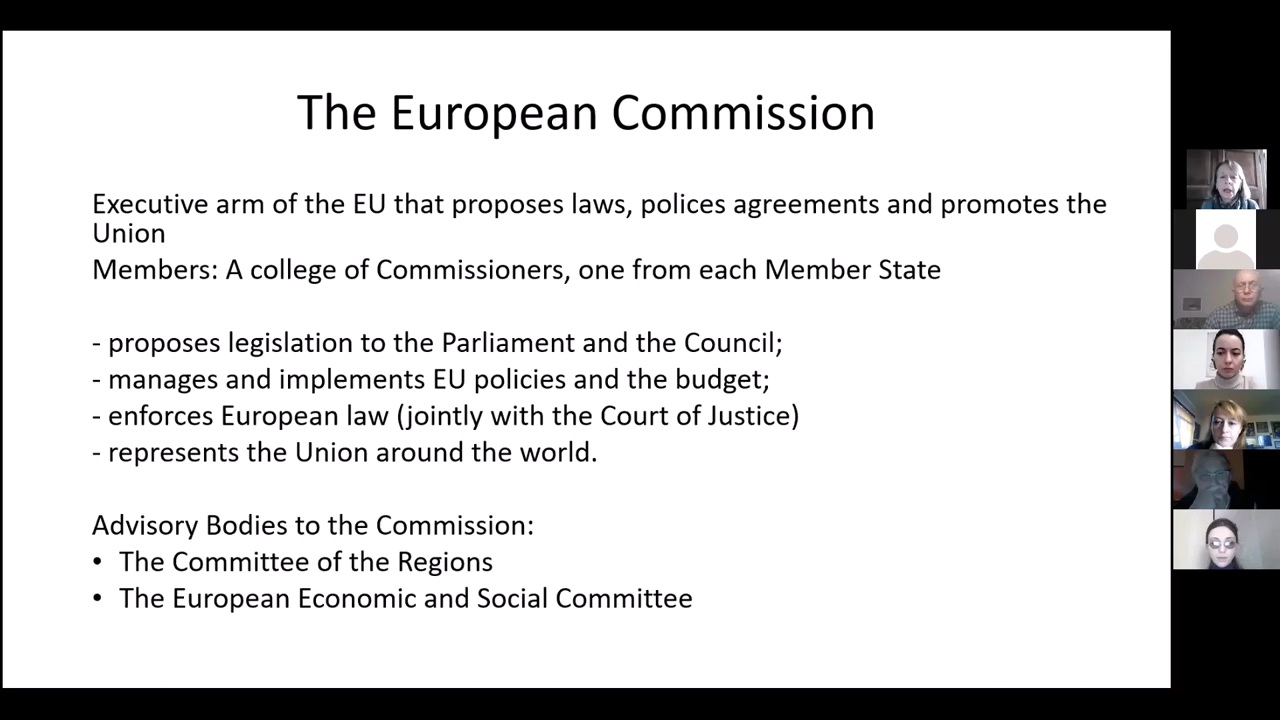 The European Commission
Executive arm of the EU that proposes laws, polices agreements and promotes the
Union
Members: A college of Commissioners, one from each Member State
- proposes legislation to the Parliament and the Council;
- manages and implements EU policies and the budget;
- enforces European law (jointly with the Court of Justice)
- represents the Union around the world.
Advisory Bodies to the Commission:
• The Committee of the Regions
• The European Economic and Social Committee